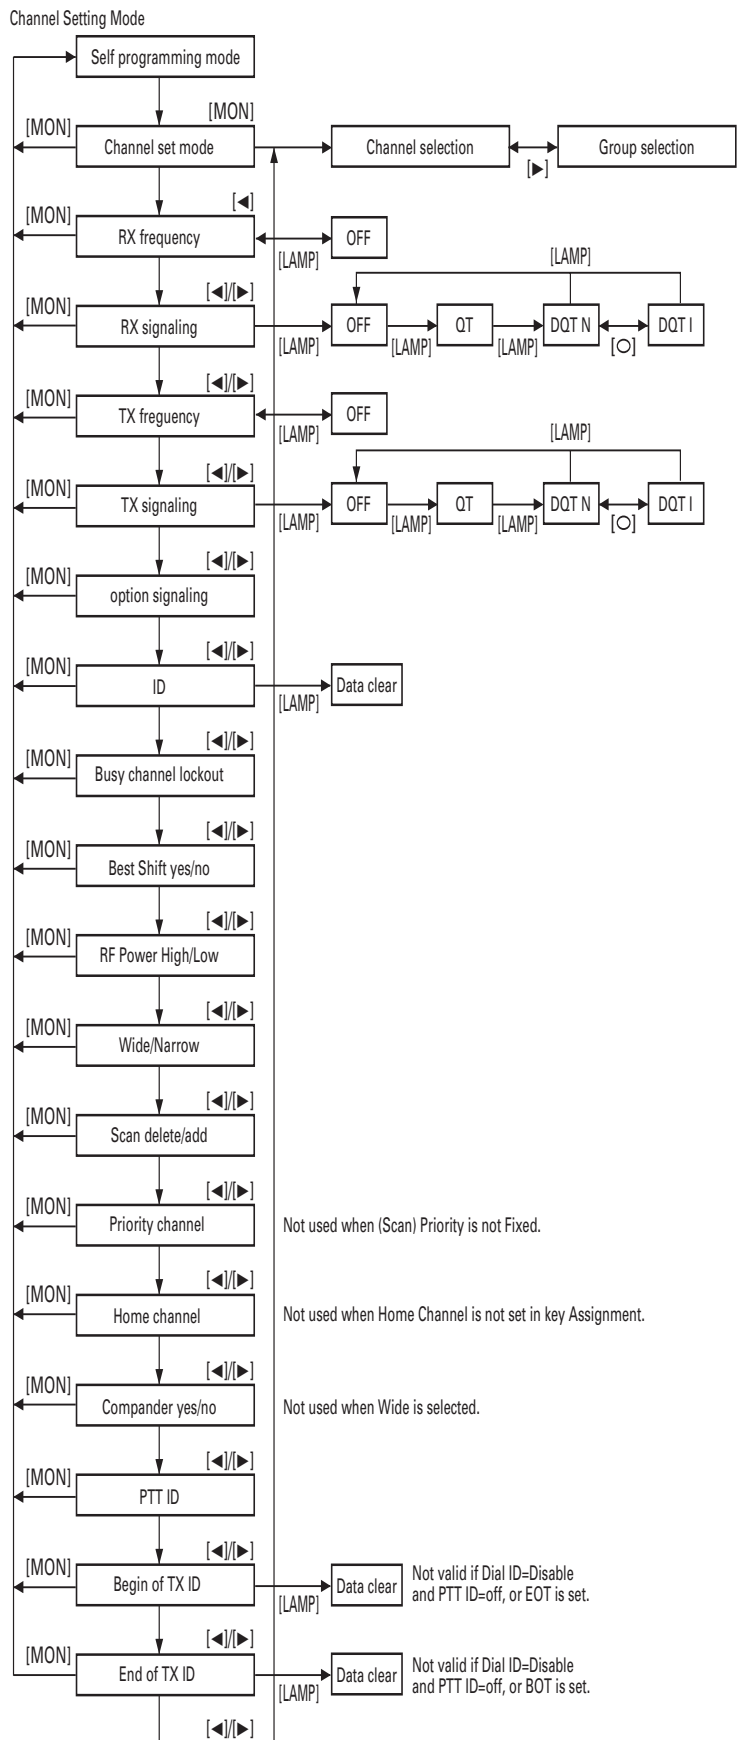 Channel Setting Mode
Self programming mode
[MON]
[MON]
Channel set mode
Channel selection
[▶]
Group selection
[MON]
[◀]
RX frequency
[LAMP]
OFF
[LAMP]
[MON]
[◀]/[▶]
RX signaling
[LAMP]
OFF
[LAMP]
QT
[LAMP]
DQT N
[○]
DQT I
[MON]
[◀]/[▶]
TX freguency
[LAMP]
OFF
[LAMP]
[MON]
[◀]/[▶]
TX signaling
[LAMP]
OFF
[LAMP]
QT
[LAMP]
DQT N
[○]
DQT I
[MON]
[◀]/[▶]
option signaling
[MON]
[◀]/[▶]
ID
[LAMP]
Data clear
[MON]
[◀]/[▶]
Busy channel lockout
[MON]
[◀]/[▶]
Best Shift yes/no
[MON]
[◀]/[▶]
RF Power High/Low
[MON]
[◀]/[▶]
Wide/Narrow
[MON]
[◀]/[▶]
Scan delete/add
[MON]
[◀]/[▶]
Priority channel
Not used when (Scan) Priority is not Fixed.
[MON]
[◀]/[▶]
Home channel
Not used when Home Channel is not set in key Assignment.
[MON]
[◀]/[▶]
Compander yes/no
Not used when Wide is selected.
[MON]
[◀]/[▶]
PTT ID
[MON]
[◀]/[▶]
Begin of TX ID
[LAMP]
Data clear
Not valid if Dial ID=Disable
and PTT ID=off, or EOT is set.
[MON]
[◀]/[▶]
End of TX ID
[LAMP]
Data clear
Not valid if Dial ID=Disable
and PTT ID=off, or BOT is set.
[◀]/[▶]